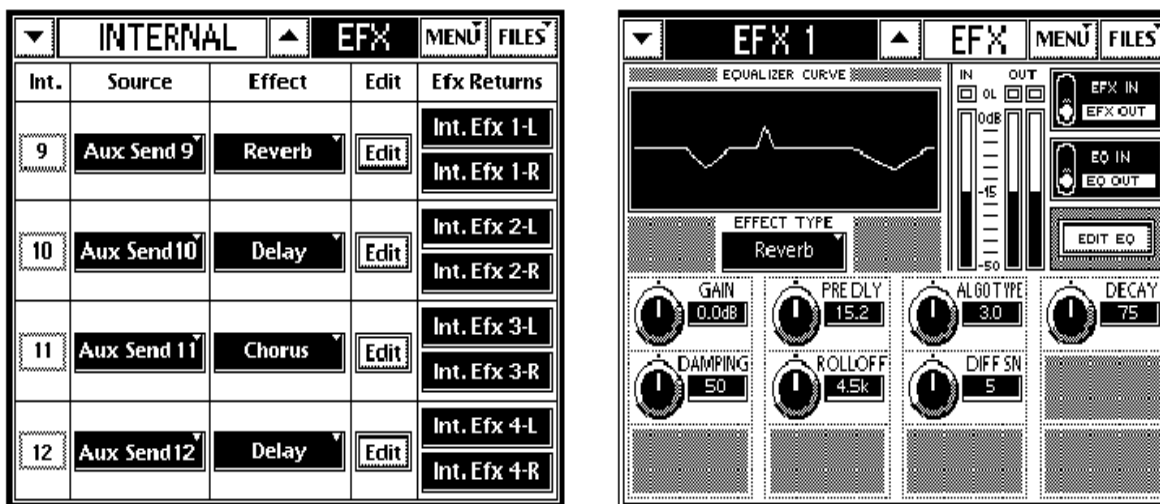 INTERNAL EFX MENU FILES
Int. Source Effect Edit Efx Returns
9 Aux Send 9 Reverb Edit Int. Efx 1-L
Int. Efx 1-R
10 Aux Send10 Delay Edit Int. Efx 2-L
Int. Efx 2-R
11 Aux Send 11 Chorus Edit Int. Efx 3-L
Int. Efx 3-R
12 Aux Send12 Delay Edit Int. Efx 4-L
Int. Efx 4-R
EFX 1 EFX MENU FILES
EQUALIZER CURVE IN OUT
OL EFX IN
0dB EFX OUT
EQ IN
-15 EQ OUT
EFFECT TYPE
Reverb EDIT EQ
-50
GAIN PRE DLY ALGOTYPE DECAY
0.0dB 15.2 3.0 75
DAMPING ROLLOFF DIFF SN
50 4.5k 5